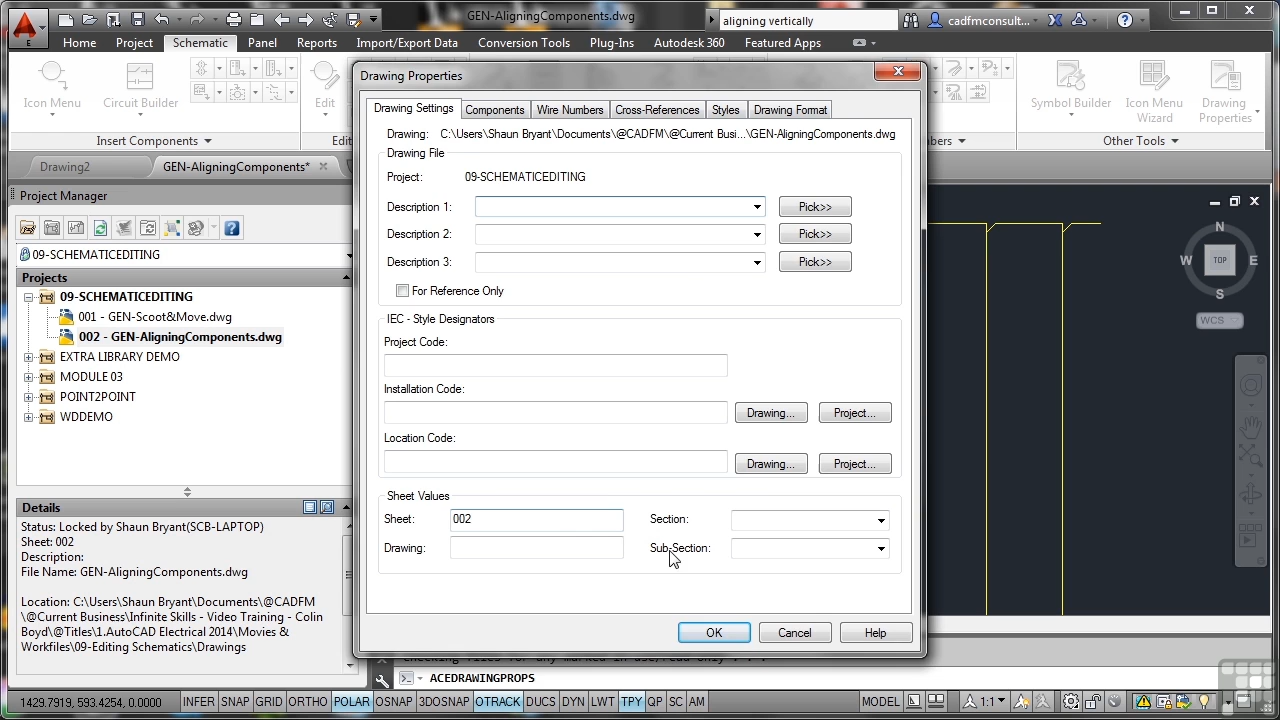 GEN-AligningComponents.dwg
aligning vertically
cadfmconsult...
Home Project Schematic Panel Reports Import/Export Data Conversion Tools Plug-Ins Autodesk 360 Featured Apps
E
Icon Menu Circuit Builder Edit Symbol Builder Icon Menu Wizard Drawing Properties
Insert Components Other Tools
Drawing2 GEN-AligningComponents*
Project Manager
09-SCHEMATICEDITING
Projects
09-SCHEMATICEDITING
001 - GEN-Scoot&Move.dwg
002 - GEN-AligningComponents.dwg
EXTRA LIBRARY DEMO
MODULE 03
POINT2POINT
WDDEMO
Details
Status: Locked by Shaun Bryant(SCB-LAPTOP)
Sheet: 002
Description:
File Name: GEN-AligningComponents.dwg
Location: C:\Users\Shaun Bryant\Documents\@CADFM
\@Current Business\Infinite Skills - Video Training - Colin
Boyd\@Titles\1.AutoCAD Electrical 2014\Movies &
Workfiles\09-Editing Schematics\Drawings
Drawing Properties
Drawing Settings Components Wire Numbers Cross-References Styles Drawing Format
Drawing: C:\Users\Shaun Bryant\Documents\@CADFM\@Current Busi...\GEN-AligningComponents.dwg
Drawing File
Project: 09-SCHEMATICEDITING
Description 1: Pick>>
Description 2: Pick>>
Description 3: Pick>>
For Reference Only
IEC - Style Designators
Project Code:
Installation Code:
Drawing... Project...
Location Code:
Drawing... Project...
Sheet Values
Sheet: 002 Section:
Drawing: Sub-Section:
OK Cancel Help
N
W TOP E
S
WCS
ACEDRAWINGPROPS
1429.7919, 593.4254, 0.0000 INFER SNAP GRID ORTHO POLAR OSNAP 3DOSNAP OTRACK DUCS DYN LWT TPY QP SC AM MODEL 1:1